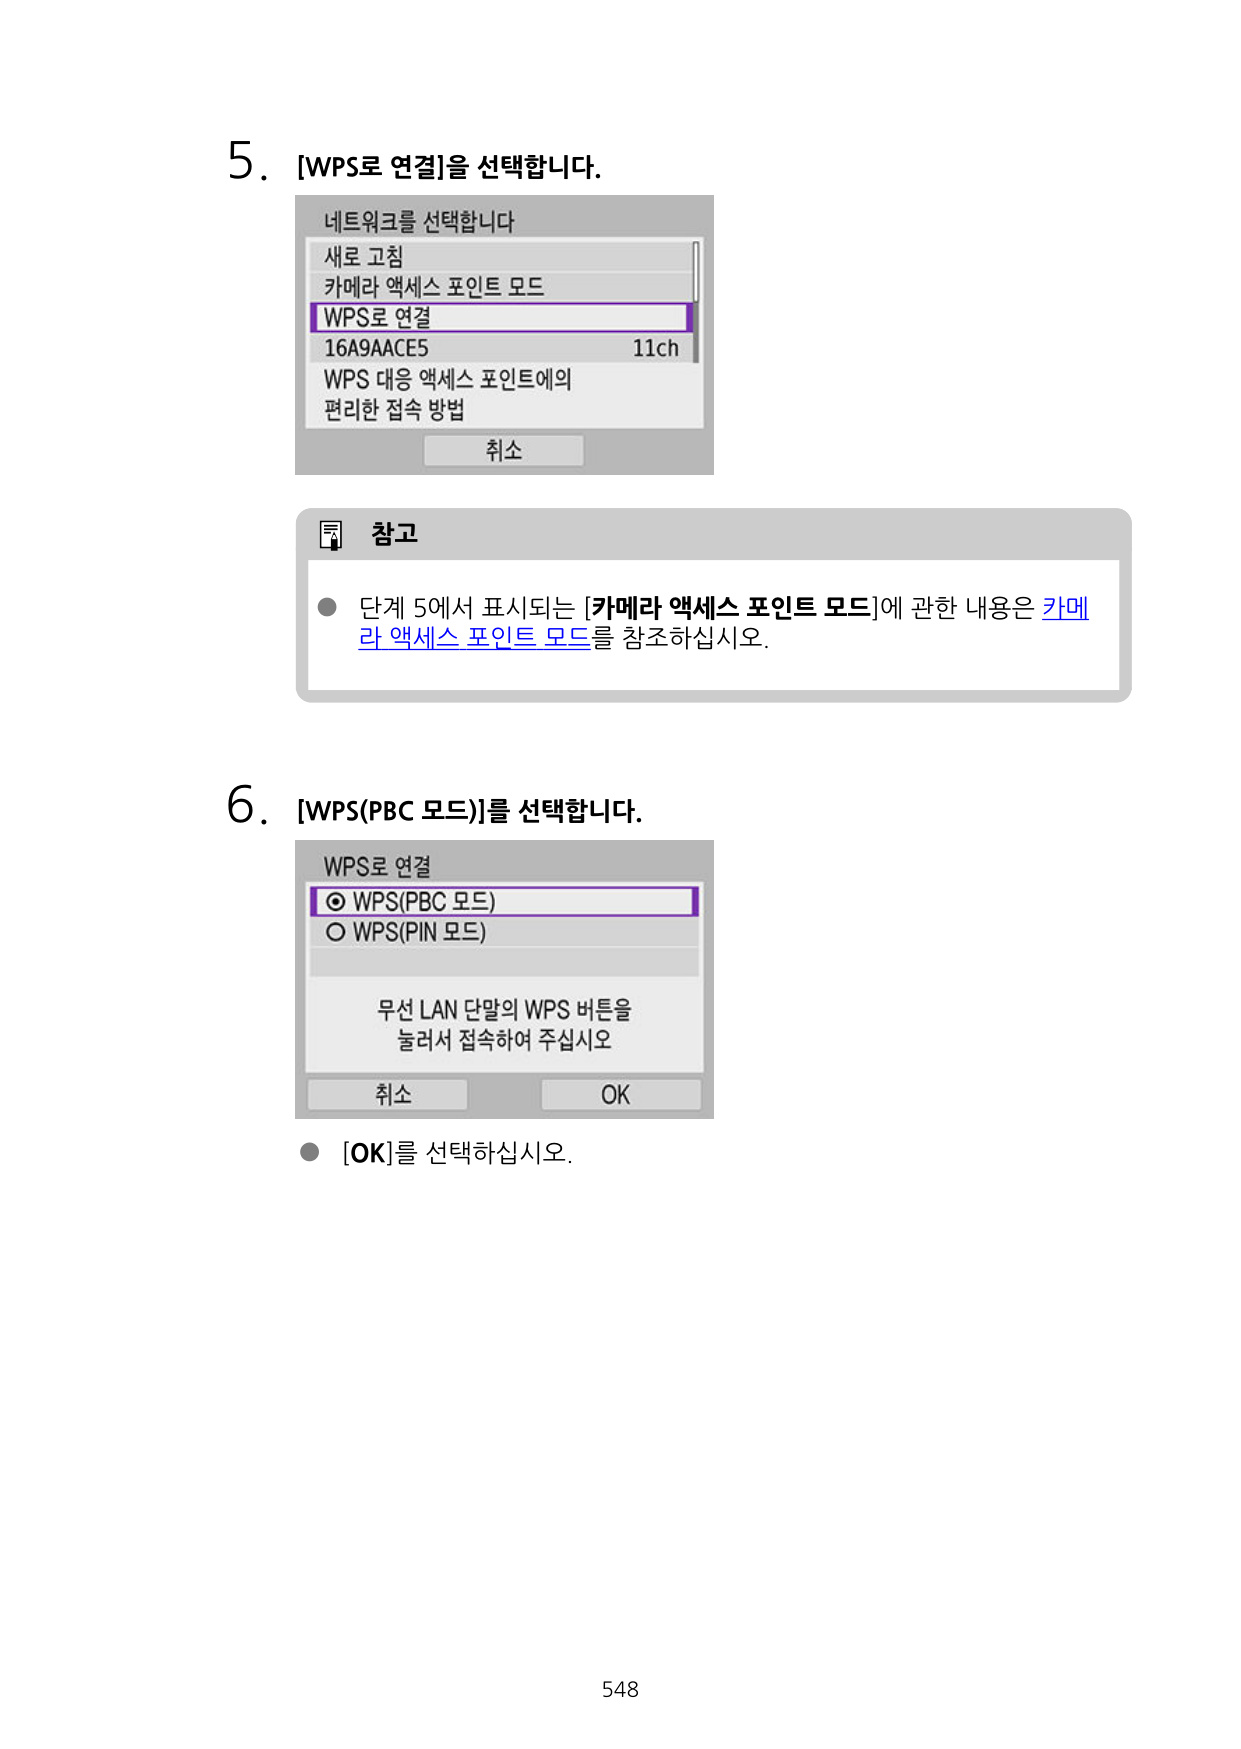 5. [WPS로 연결]을 선택합니다.
네트워크를 선택합니다
새로 고침
카메라 액세스 포인트 모드
WPS로 연결
16A9AACE5 11ch
WPS 대응 액세스 포인트에의
편리한 접속 방법
취소
참고
● 단계 5에서 표시되는 [카메라 액세스 포인트 모드]에 관한 내용은 카메
라 액세스 포인트 모드를 참조하십시오.
6. [WPS(PBC 모드)]를 선택합니다.
WPS로 연결
WPS(PBC 모드)
WPS(PIN 모드)
무선 LAN 단말의 WPS 버튼을
눌러서 접속하여 주십시오
취소 OK
● [OK]를 선택하십시오.
548